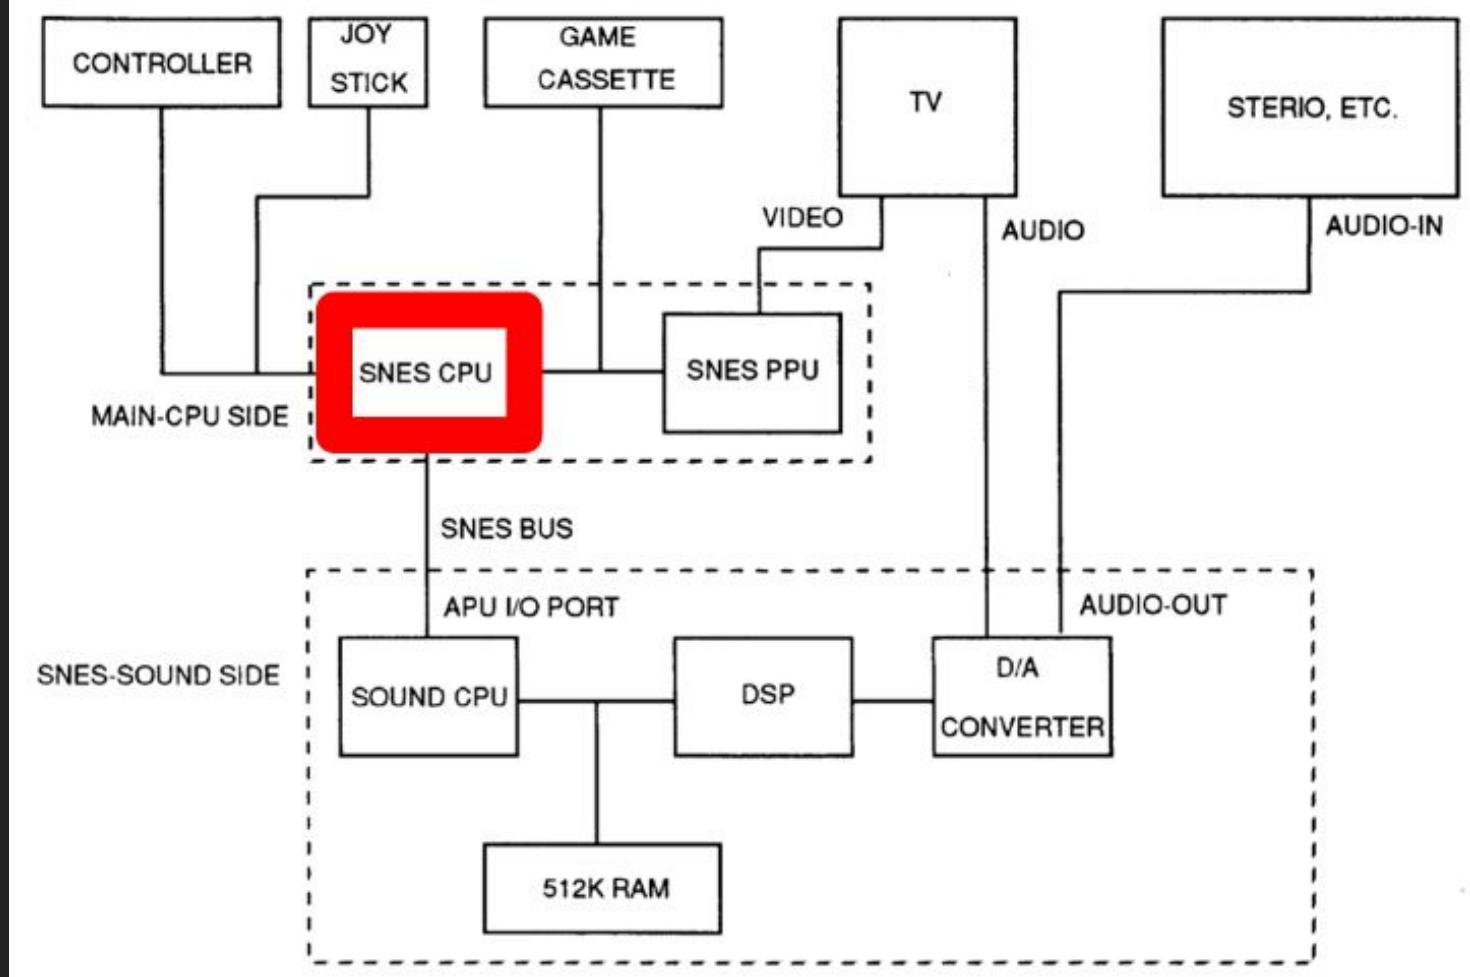 CONTROLLER
JOY
STICK
GAME
CASSETTE
TV
STERIO, ETC.
VIDEO
AUDIO
AUDIO-IN
SNES CPU
SNES PPU
MAIN-CPU SIDE
SNES BUS
APU I/O PORT
AUDIO-OUT
SNES-SOUND SIDE
SOUND CPU
DSP
D/A
CONVERTER
512K RAM